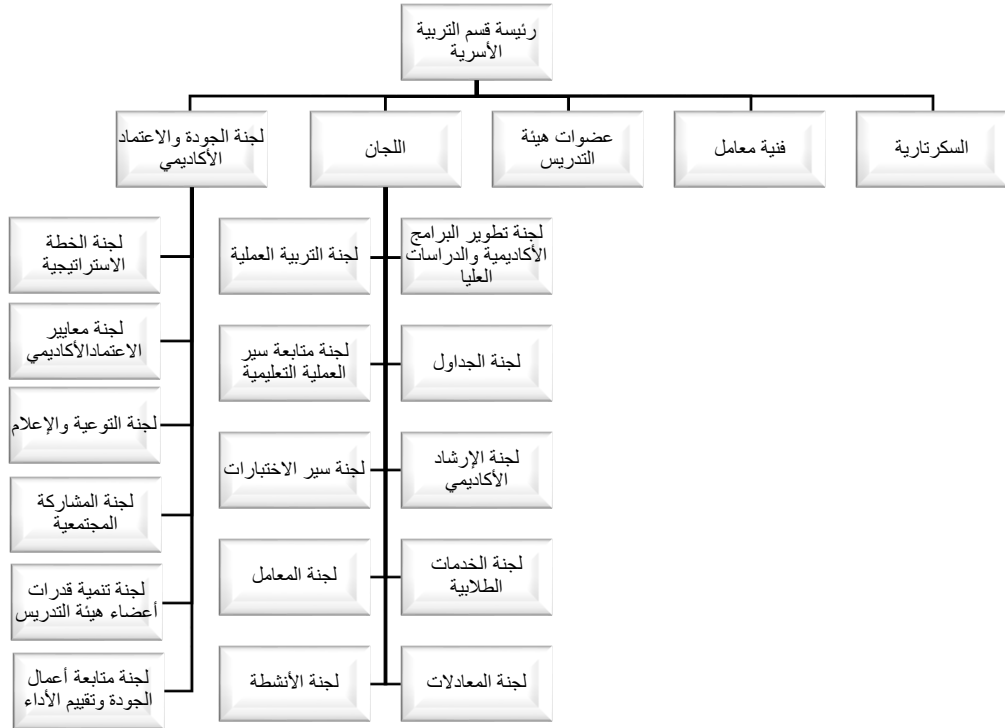 رئيسة قسم التربية
الأسرية
السكرتارية
فنية معامل
عضوات هيئة
التدريس
اللجان
لجنة الجودة والاعتماد
الأكاديمي
لجنة تطوير البرامج
الأكاديمية والدراسات
العليا
لجنة التربية العملية
لجنة الجداول
لجنة متابعة سير
العملية التعليمية
لجنة الإرشاد
الأكاديمي
لجنة سير الاختبارات
لجنة الخدمات
الطلابية
لجنة المعامل
لجنة المعادلات
لجنة الأنشطة
لجنة الخطة
الاستراتيجية
لجنة معايير
الاعتمادالأكاديمي
لجنة التوعية والإعلام
لجنة المشاركة
المجتمعية
لجنة تنمية قدرات
أعضاء هيئة التدريس
لجنة متابعة أعمال
الجودة وتقييم الأداء